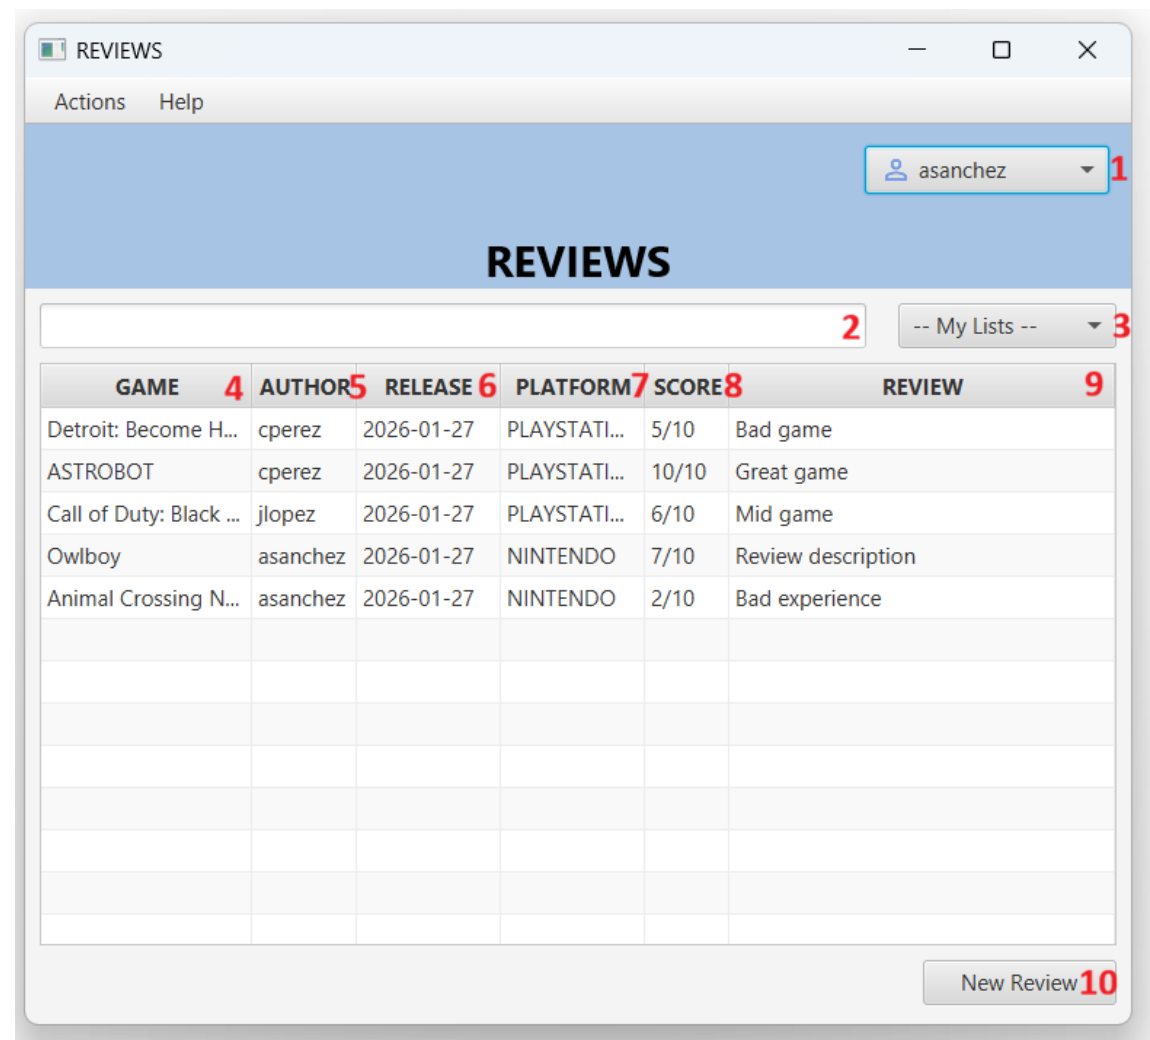 REVIEWS
Actions Help
asanchez 1
REVIEWS
2 -- My Lists -- 3
GAME 4 AUTHOR 5 RELEASE 6 PLATFORM 7 SCORE 8 REVIEW 9
Detroit: Become H... cperez 2026-01-27 PLAYSTATI... 5/10 Bad game
ASTROBOT cperez 2026-01-27 PLAYSTATI... 10/10 Great game
Call of Duty: Black ... jlopez 2026-01-27 PLAYSTATI... 6/10 Mid game
Owlboy asanchez 2026-01-27 NINTENDO 7/10 Review description
Animal Crossing N... asanchez 2026-01-27 NINTENDO 2/10 Bad experience
New Review 10